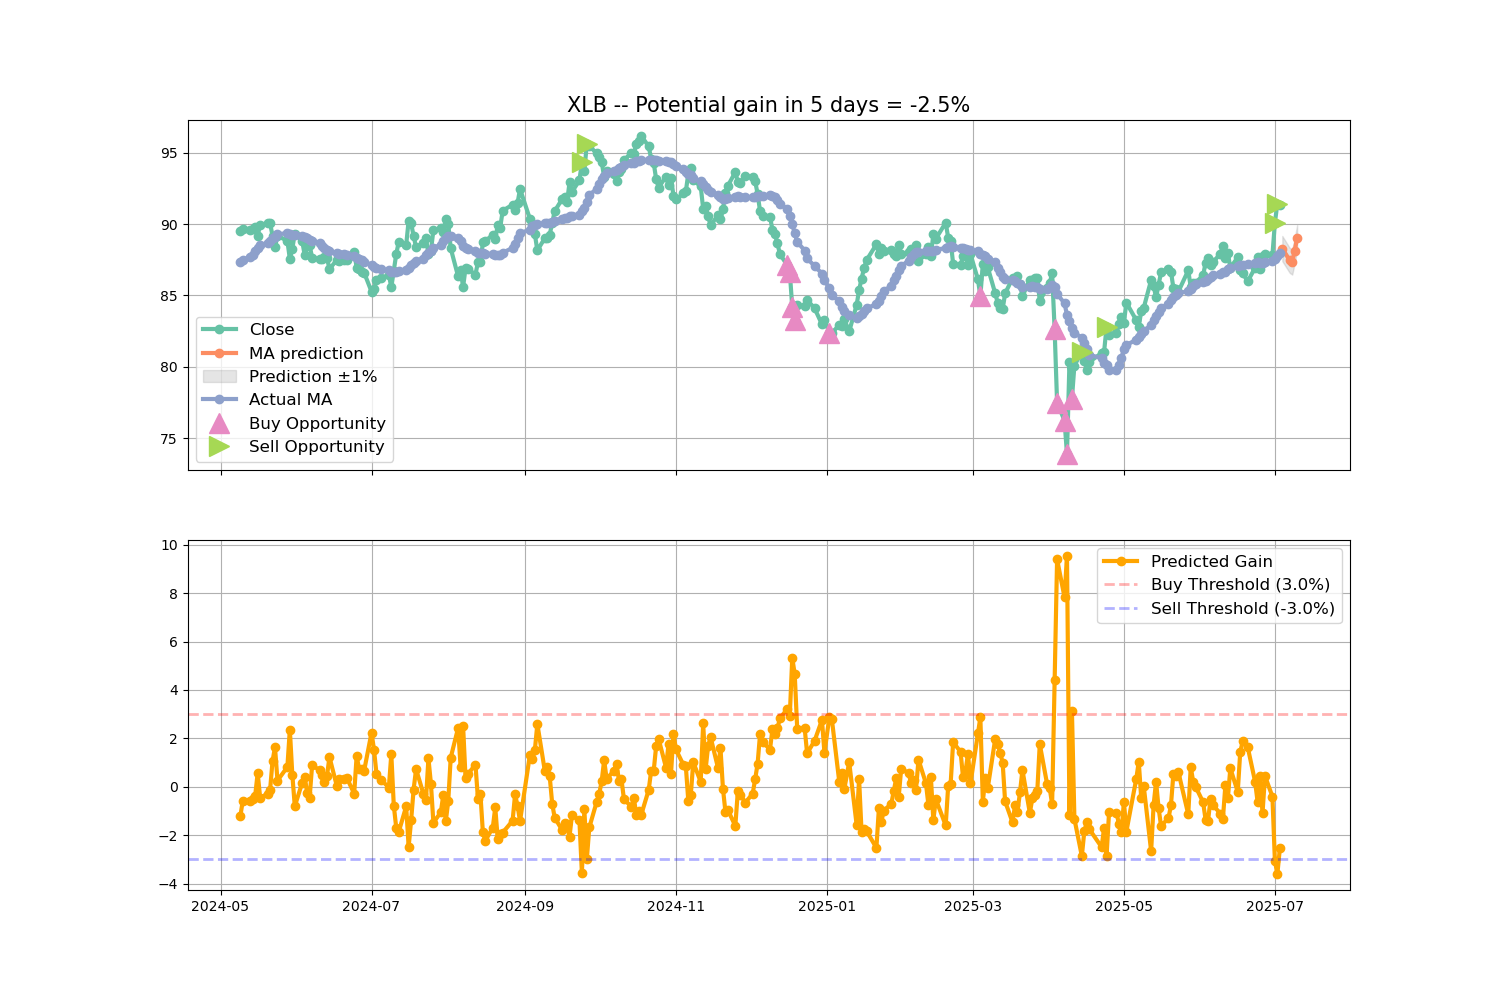 XLB -- Potential gain in 5 days = -2.5%
95
90
85
80
75
Close
MA prediction
Prediction ±1%
Actual MA
Buy Opportunity
Sell Opportunity
10
8
6
4
2
0
−2
−4
Predicted Gain
Buy Threshold (3.0%)
Sell Threshold (-3.0%)
2024-05 2024-07 2024-09 2024-11 2025-01 2025-03 2025-05 2025-07